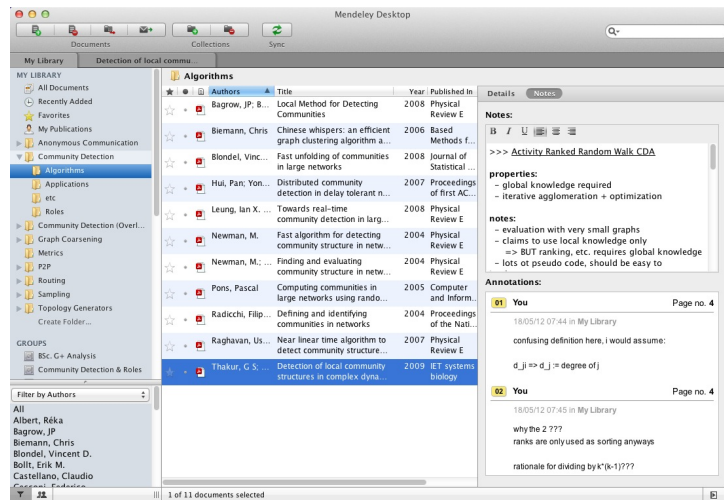 Mendeley Desktop
Documents
Collections
Sync
My Library
Detection of local commu...
MY LIBRARY
All Documents
Recently Added
Favorites
My Publications
Anonymous Communication
Community Detection
Algorithms
Applications
etc
Roles
Community Detection (Overl...
Graph Coarsening
Metrics
P2P
Routing
Sampling
Topology Generators
Create Folder...
GROUPS
BSc. G+ Analysis
Community Detection & Roles
Filter by Authors
All
Albert, Réka
Bagrow, JP
Biemann, Chris
Blondel, Vincent D.
Bollt, Erik M.
Castellano, Claudio
Algorithms
Authors Title Year Published In
Bagrow, JP; B... Local Method for Detecting 2008 Physical
Communities Review E
Biemann, Chris Chinese whispers: an efficient 2006 Based
graph clustering algorithm a... Methods f...
Blondel, Vinc... Fast unfolding of communities 2008 Journal of
in large networks Statistical ...
Hui, Pan; Yon... Distributed community 2007 Proceedings
detection in delay tolerant n... of first AC...
Leung, Ian X. ... Towards real-time 2008 Physical
community detection in larg... Review E
Newman, M. Fast algorithm for detecting 2004 Physical
community structure in netw... Review E
Newman, M.; ... Finding and evaluating 2004 Physical
community structure in netw... Review E
Pons, Pascal Computing communities in 2005 Computer
large networks using rando... and Inform...
Radicchi, Filip... Defining and identifying 2004 Proceedings
communities in networks of the Nati...
Raghavan, Us... Near linear time algorithm to 2007 Physical
detect community structure... Review E
Thakur, G S; ... Detection of local community 2009 IET systems
structures in complex dyna... biology
1 of 11 documents selected
Details Notes
Notes:
B I U
>>> Activity Ranked Random Walk CDA
properties:
- global knowledge required
- iterative agglomeration + optimization
notes:
- evaluation with very small graphs
- claims to use local knowledge only
=> BUT ranking, etc. requires global knowledge
- lots ot pseudo code, should be easy to
Annotations:
01 You Page no. 4
18/05/12 07:44 in My Library
confusing definition here, i would assume:
d_ji => d_j := degree of j
02 You Page no. 4
18/05/12 07:45 in My Library
why the 2 ???
ranks are only used as sorting anyways
rationale for dividing by k*(k-1)???